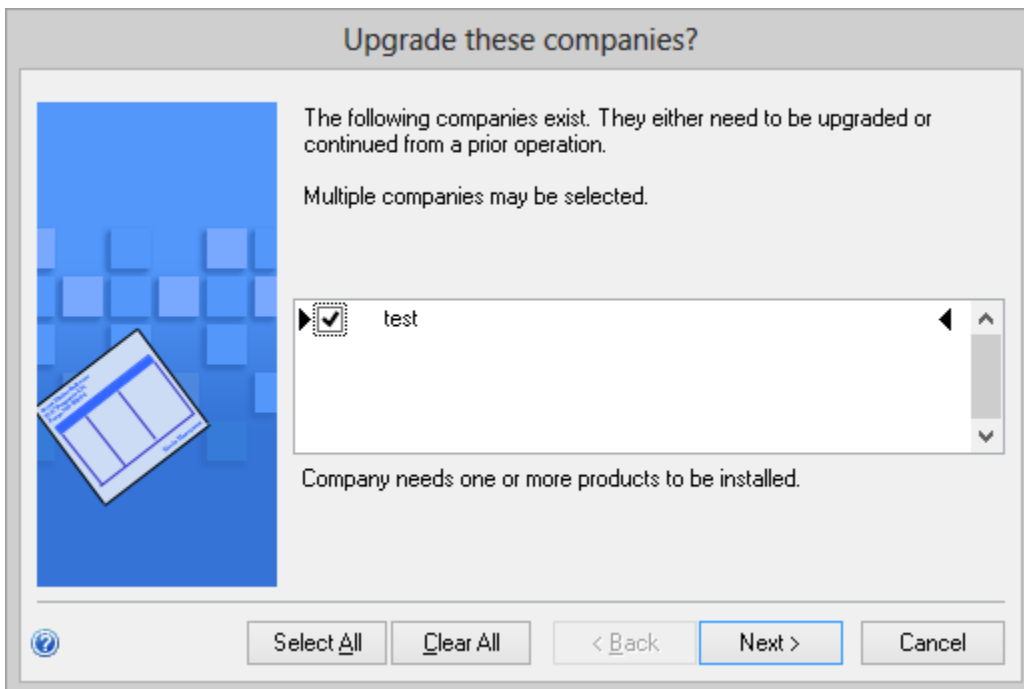 Upgrade these companies?
The following companies exist. They either need to be upgraded or
continued from a prior operation.
Multiple companies may be selected.
test
Company needs one or more products to be installed.
Select All
Clear All
< Back
Next >
Cancel